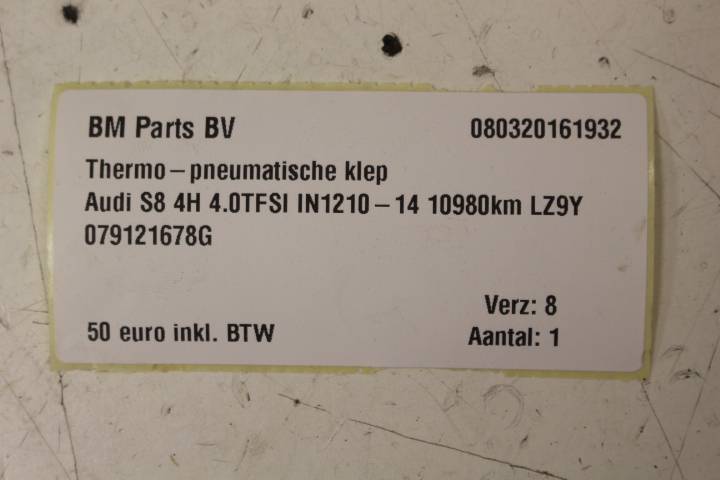 BM Parts BV 080320161932
Thermo-pneumatische klep
Audi S8 4H 4.0TFSI IN1210-14 10980km LZ9Y
079121678G
Verz: 8
50 euro inkl. BTW Aantal: 1